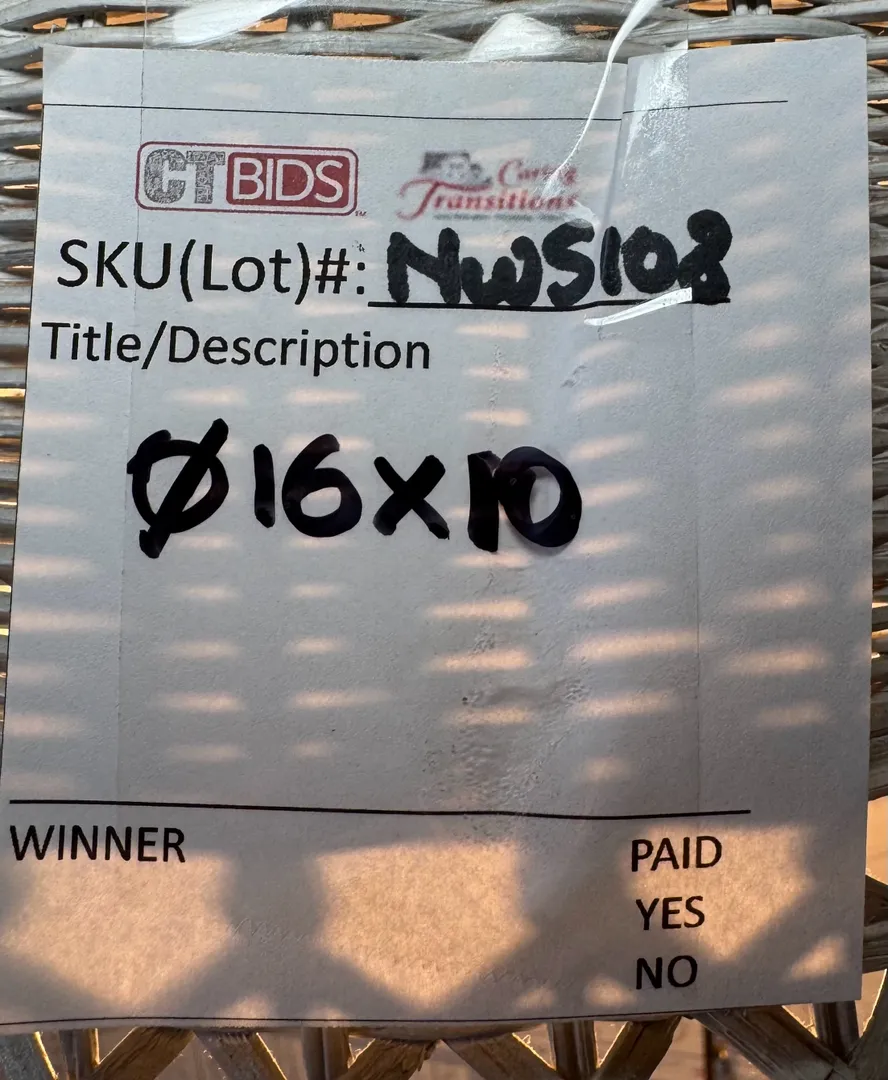 CTBIDS
Caring
Transitions
SKU(Lot)#: NWS108
Title/Description
Ø16X10
WINNER
PAID
YES
NO